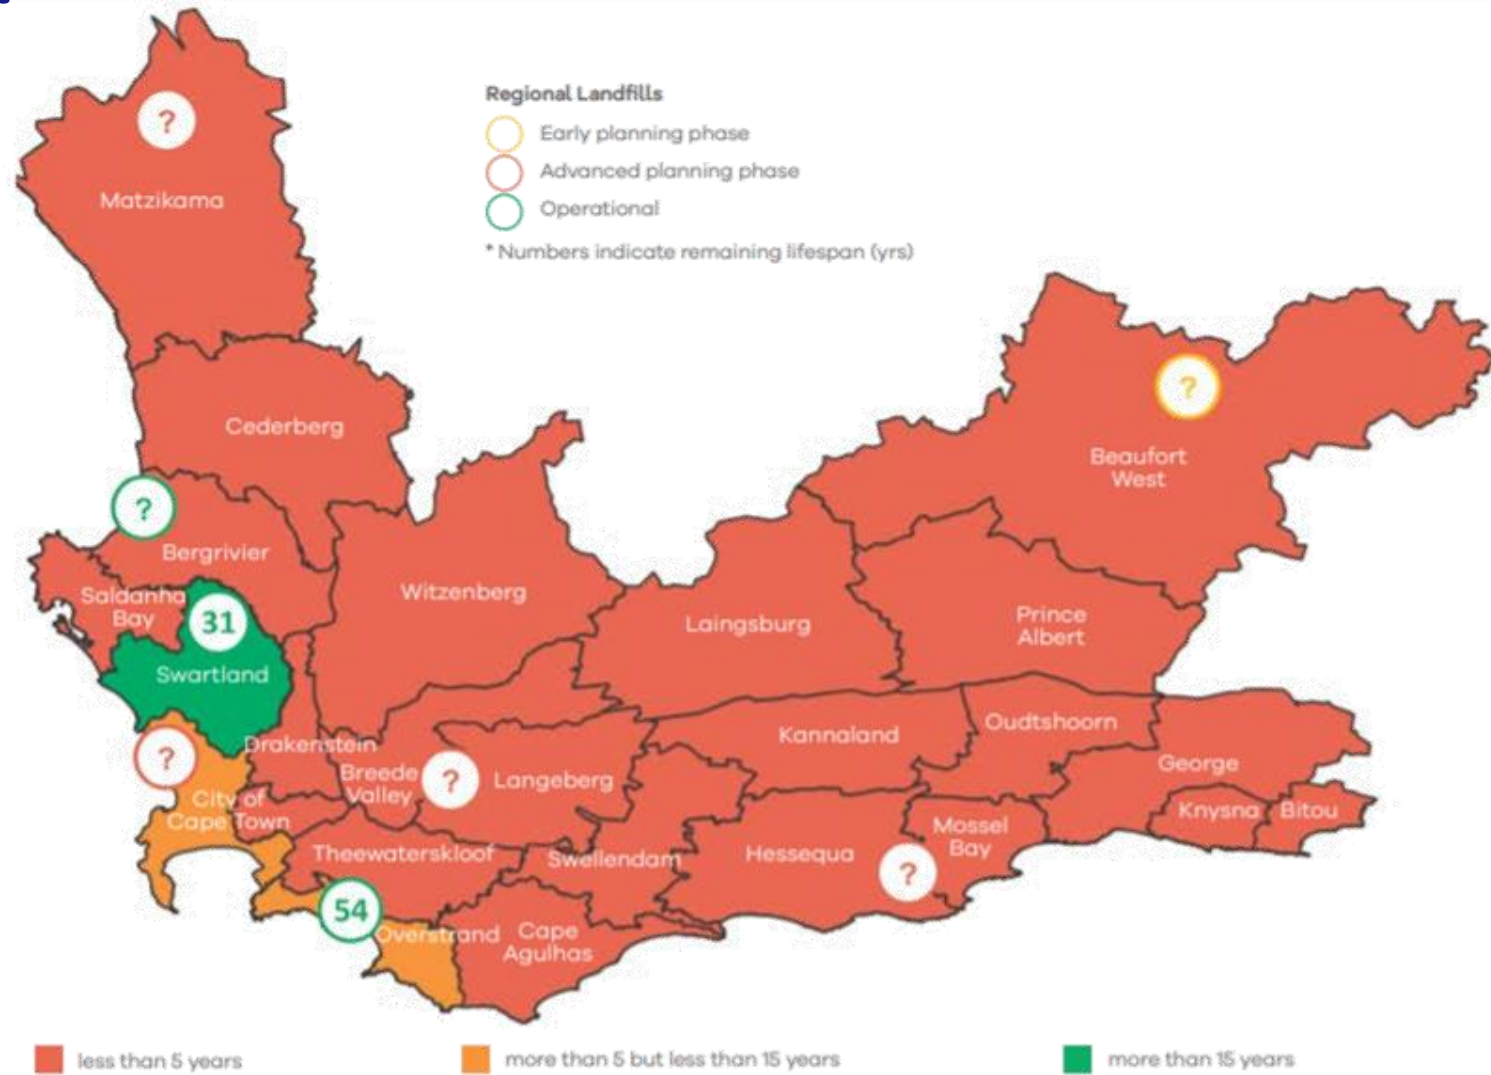 Regional Landfills
Early planning phase
Advanced planning phase
Operational
* Numbers indicate remaining lifespan (yrs)
?
Matzikama
Cederberg
?
Beaufort
West
?
Bergrivier
Saldanha
Bay
31
Swartland
Witzenberg
Laingsburg
Prince
Albert
?
Drakenstein
Breede
Valley
?
Langeberg
Kannaland
Oudtshoorn
George
City of
Cape Town
Knysna
Bitou
Theewaterskloof
Swellendam
Hessequa
?
Mossel
Bay
54
Overstrand
Cape
Agulhas
less than 5 years
more than 5 but less than 15 years
more than 15 years